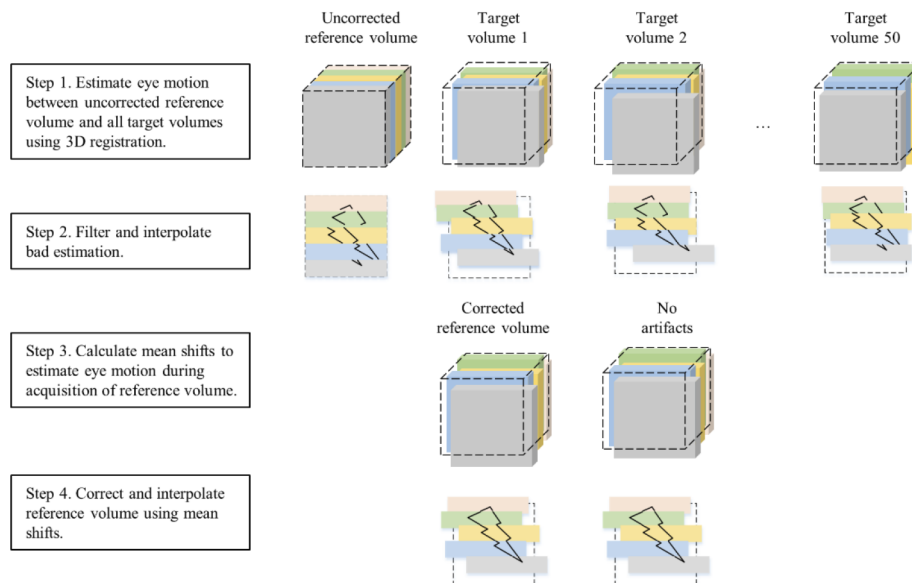 Uncorrected
reference volume
Target
volume 1
Target
volume 2
Target
volume 50
Step 1. Estimate eye motion
between uncorrected reference
volume and all target volumes
using 3D registration.
...
Step 2. Filter and interpolate
bad estimation.
Corrected
reference volume
No
artifacts
Step 3. Calculate mean shifts to
estimate eye motion during
acquisition of reference volume.
Step 4. Correct and interpolate
reference volume using mean
shifts.